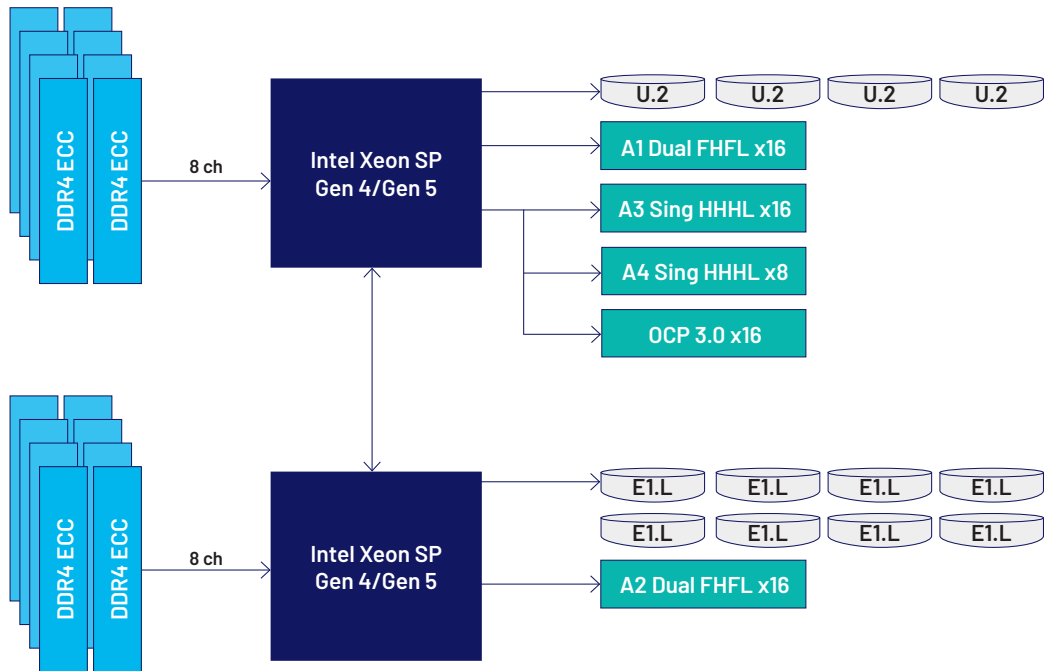 DDR4 ECC
DDR4 ECC
8 ch
Intel Xeon SP
Gen 4/Gen 5
U.2
U.2
U.2
U.2
A1 Dual FHFL x16
A3 Sing HHHL x16
A4 Sing HHHL x8
OCP 3.0 x16
DDR4 ECC
DDR4 ECC
8 ch
Intel Xeon SP
Gen 4/Gen 5
E1.L
E1.L
E1.L
E1.L
E1.L
E1.L
E1.L
E1.L
A2 Dual FHFL x16